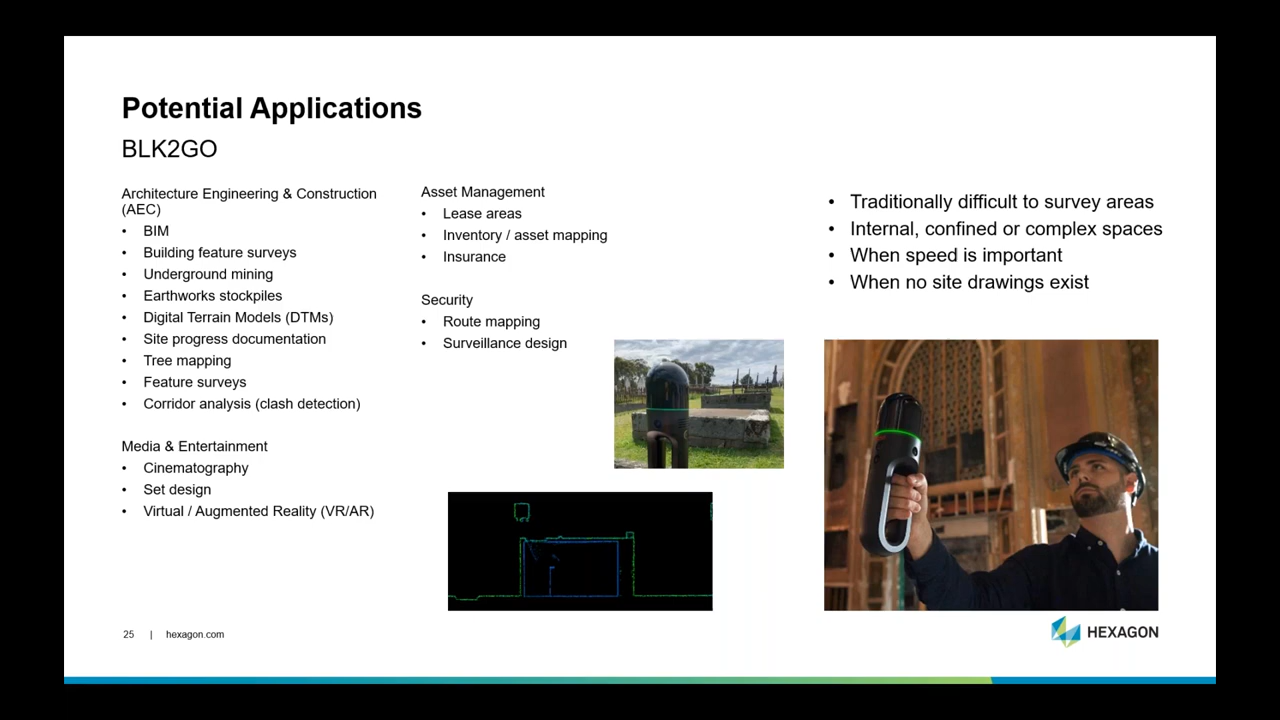 Potential Applications
BLK2GO
Architecture Engineering & Construction
(AEC)
• BIM
• Building feature surveys
• Underground mining
• Earthworks stockpiles
• Digital Terrain Models (DTMs)
• Site progress documentation
• Tree mapping
• Feature surveys
• Corridor analysis (clash detection)
Media & Entertainment
• Cinematography
• Set design
• Virtual / Augmented Reality (VR/AR)
Asset Management
• Lease areas
• Inventory / asset mapping
• Insurance
Security
• Route mapping
• Surveillance design
• Traditionally difficult to survey areas
• Internal, confined or complex spaces
• When speed is important
• When no site drawings exist
25 | hexagon.com
HEXAGON